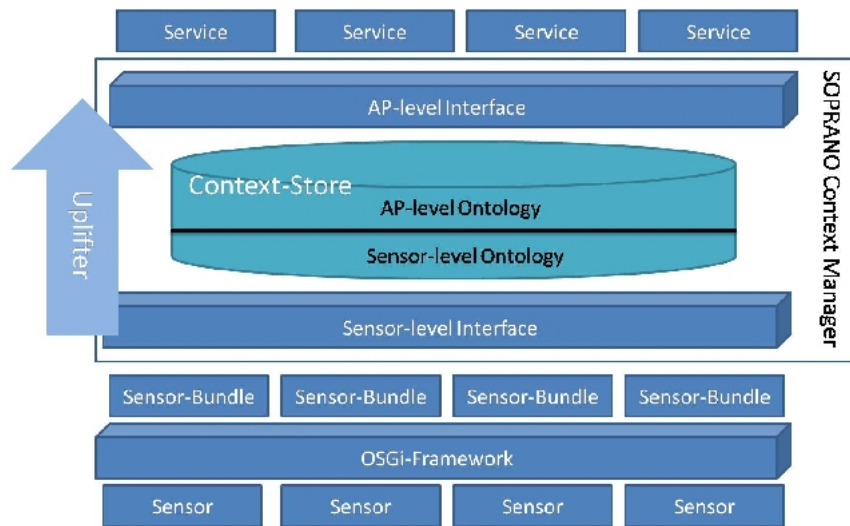 Service Service Service Service
AP-level Interface
SOPRANO Context Manager
Uplifter
Context-Store
AP-level Ontology
Sensor-level Ontology
Sensor-level Interface
Sensor-Bundle Sensor-Bundle Sensor-Bundle Sensor-Bundle
OSGi-Framework
Sensor Sensor Sensor Sensor